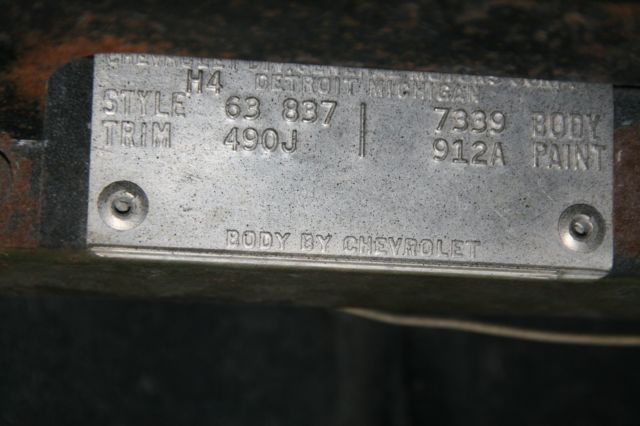 H4 DETROIT MICHIGAN
STYLE 63 837 | 7339 BODY
TRIM 490J | 912A PAINT
BODY BY CHEVROLET